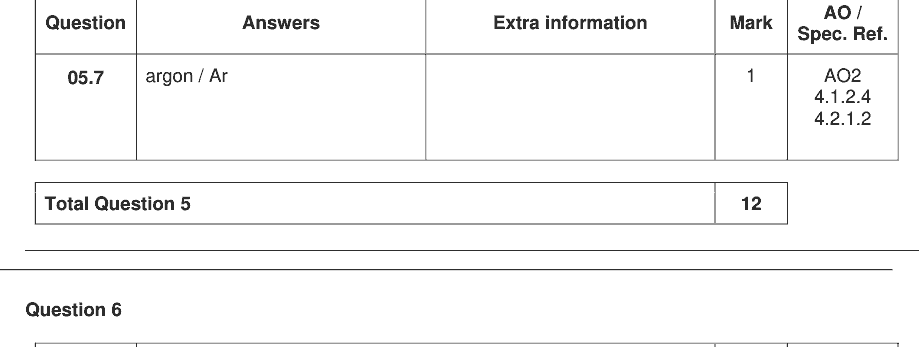 Question Answers Extra information Mark AO / Spec. Ref.
05.7 argon / Ar 1 AO2
4.1.2.4
4.2.1.2
Total Question 5 12
Question 6